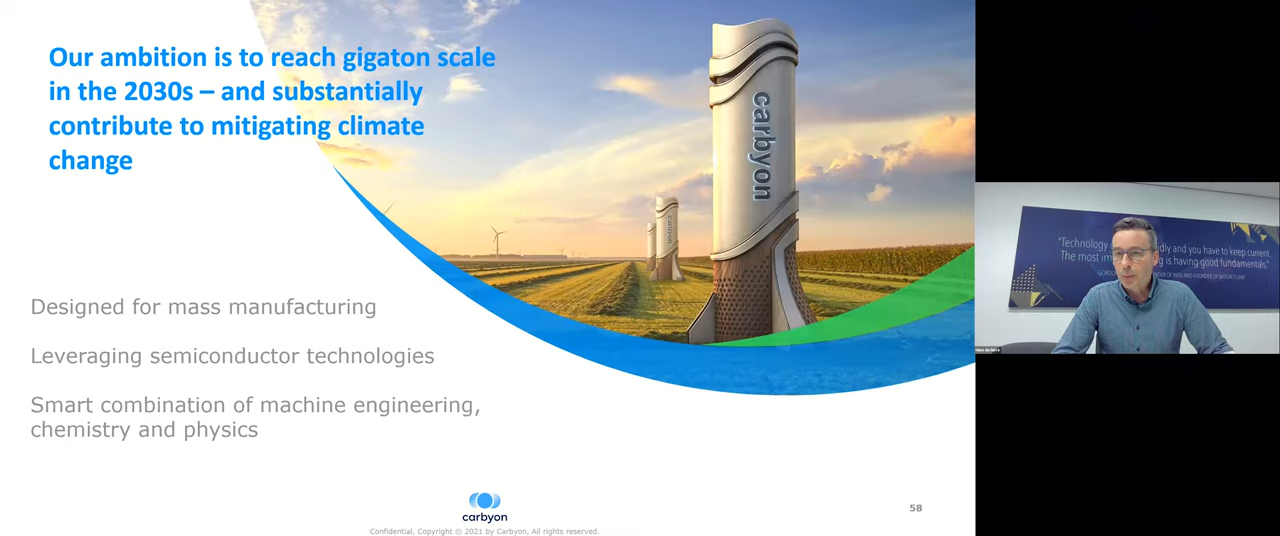 Our ambition is to reach gigaton scale
in the 2030s – and substantially
contribute to mitigating climate
change
carbyon
carbyon
Designed for mass manufacturing
Leveraging semiconductor technologies
Smart combination of machine engineering,
chemistry and physics
carbyon
58
Confidential, Copyright © 2021 by Carbyon, All rights reserved.
"Technology
and you have to keep current.
The most
is having good fundamentals."